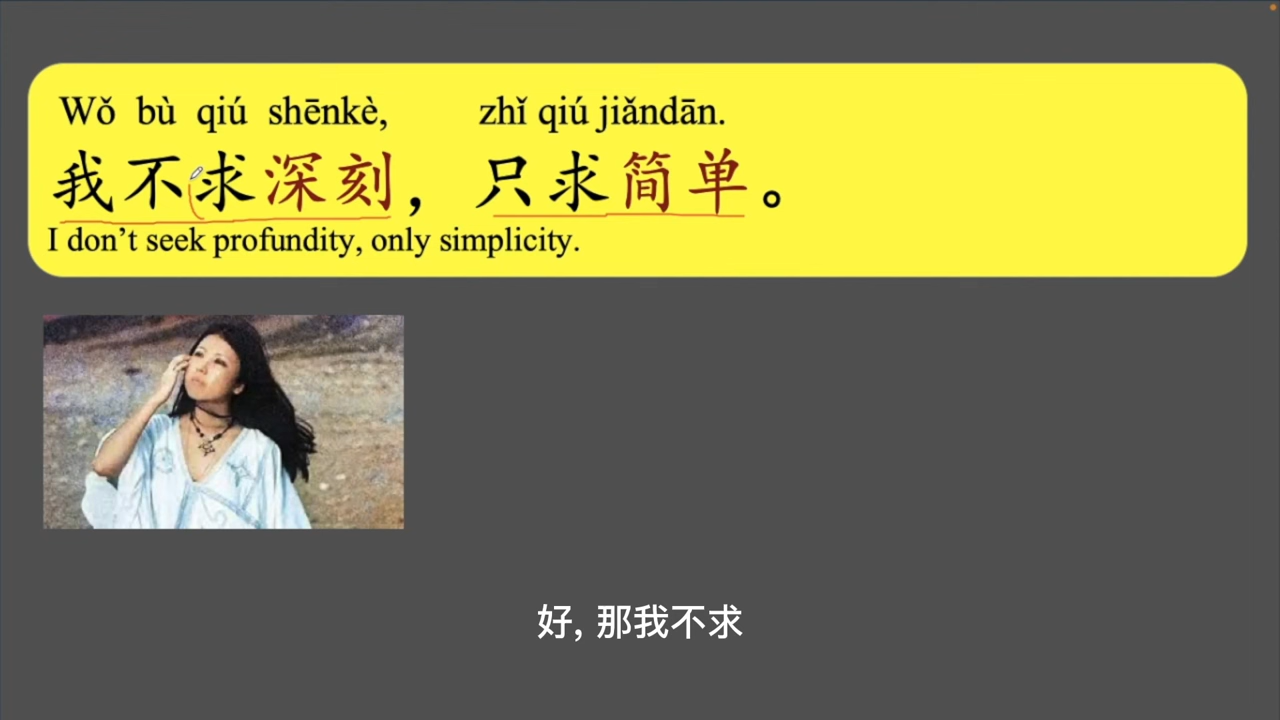 Wǒ bù qiú shēnkè, zhǐ qiú jiǎndān.
我不求深刻，只求简单。
I don’t seek profundity, only simplicity.
好, 那我不求